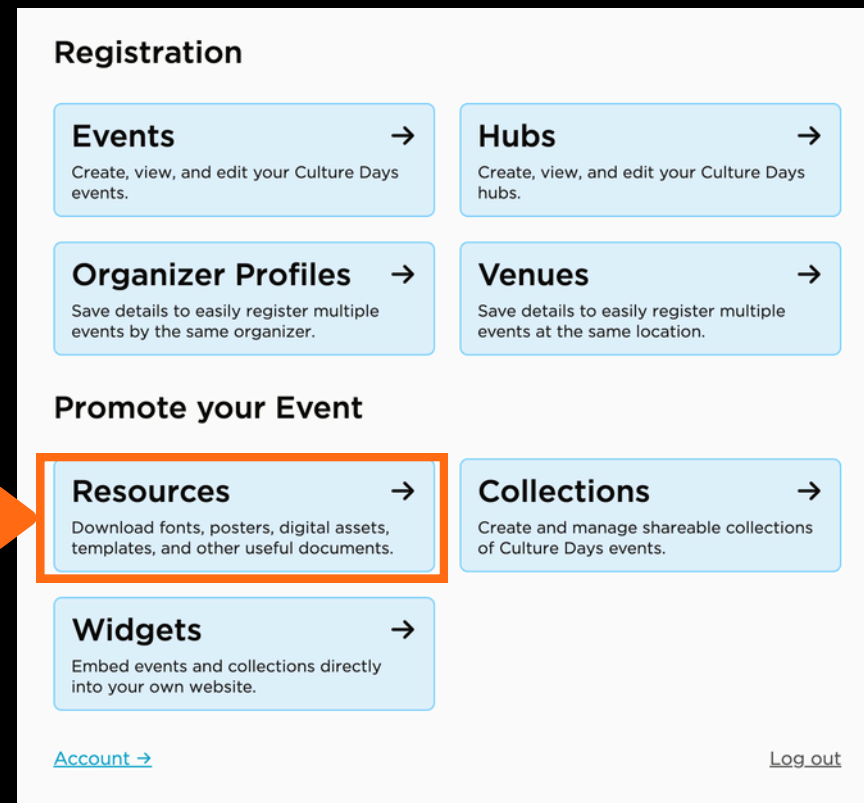 Registration
Events →
Create, view, and edit your Culture Days
events.
Hubs →
Create, view, and edit your Culture Days
hubs.
Organizer Profiles →
Save details to easily register multiple
events by the same organizer.
Venues →
Save details to easily register multiple
events at the same location.
Promote your Event
Resources →
Download fonts, posters, digital assets,
templates, and other useful documents.
Collections →
Create and manage shareable collections
of Culture Days events.
Widgets →
Embed events and collections directly
into your own website.
Account →
Log out